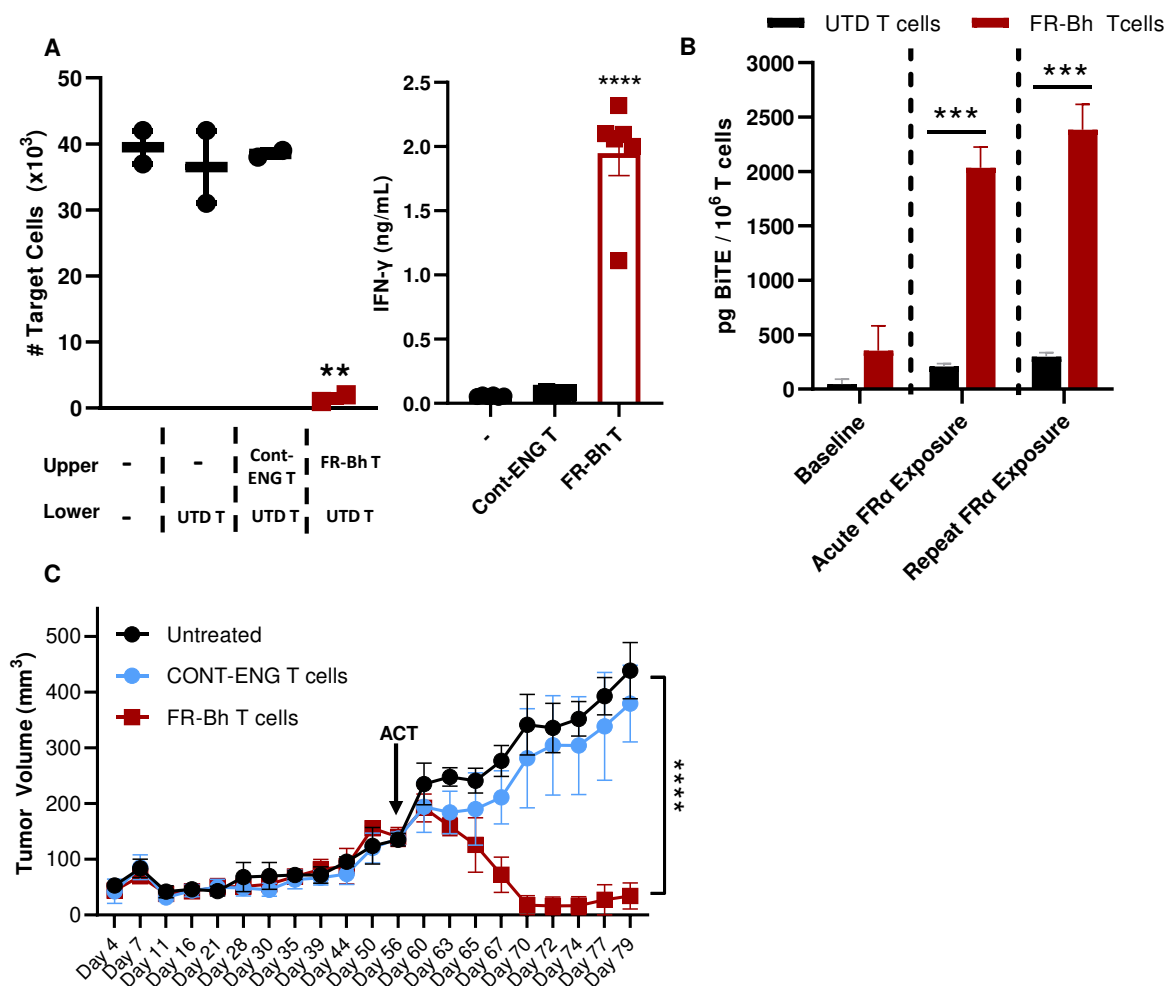 UTD T cells
FR-Bh Tcells
A
# Target Cells (x10³)
50
40
30
20
10
0
**
Upper
-
-
Cont-
ENG T
FR-Bh T
Lower
-
UTD T
UTD T
UTD T
IFN-γ (ng/mL)
2.5
2.0
1.5
1.0
0.5
0.0
****
-
Cont-ENG T
FR-Bh T
B
pg BiTE / 10⁶ T cells
3000
2500
2000
1500
1000
500
0
***
***
Baseline
Acute FRα Exposure
Repeat FRα Exposure
C
Tumor Volume (mm³)
500
400
300
200
100
0
Untreated
CONT-ENG T cells
FR-Bh T cells
ACT
****
Day 4
Day 7
Day 11
Day 16
Day 21
Day 28
Day 30
Day 35
Day 39
Day 44
Day 50
Day 56
Day 60
Day 63
Day 65
Day 67
Day 70
Day 72
Day 74
Day 77
Day 79